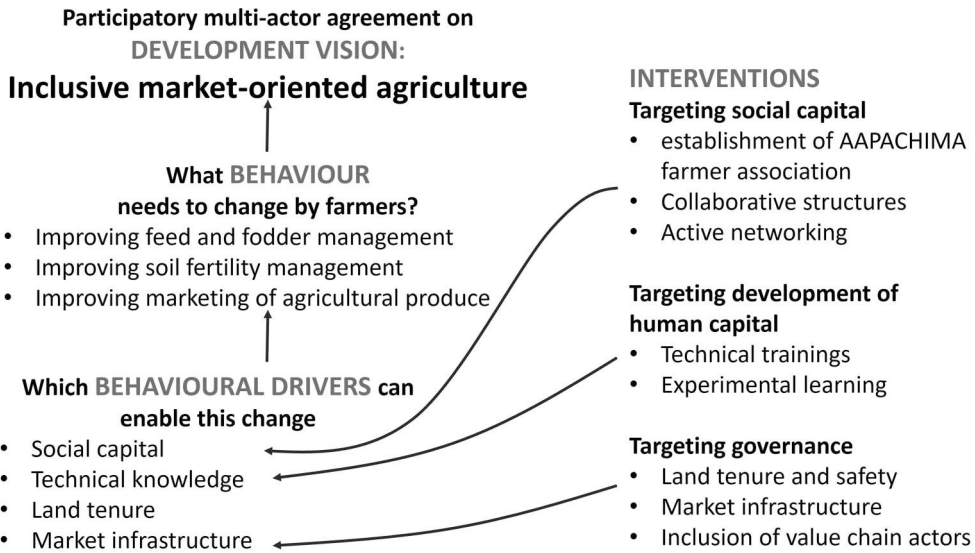 Participatory multi-actor agreement on
DEVELOPMENT VISION:
Inclusive market-oriented agriculture
What BEHAVIOUR
needs to change by farmers?
• Improving feed and fodder management
• Improving soil fertility management
• Improving marketing of agricultural produce
Which BEHAVIOURAL DRIVERS can
enable this change
• Social capital
• Technical knowledge
• Land tenure
• Market infrastructure
INTERVENTIONS
Targeting social capital
• establishment of AAPACHIMA
farmer association
• Collaborative structures
• Active networking
Targeting development of
human capital
• Technical trainings
• Experimental learning
Targeting governance
• Land tenure and safety
• Market infrastructure
• Inclusion of value chain actors